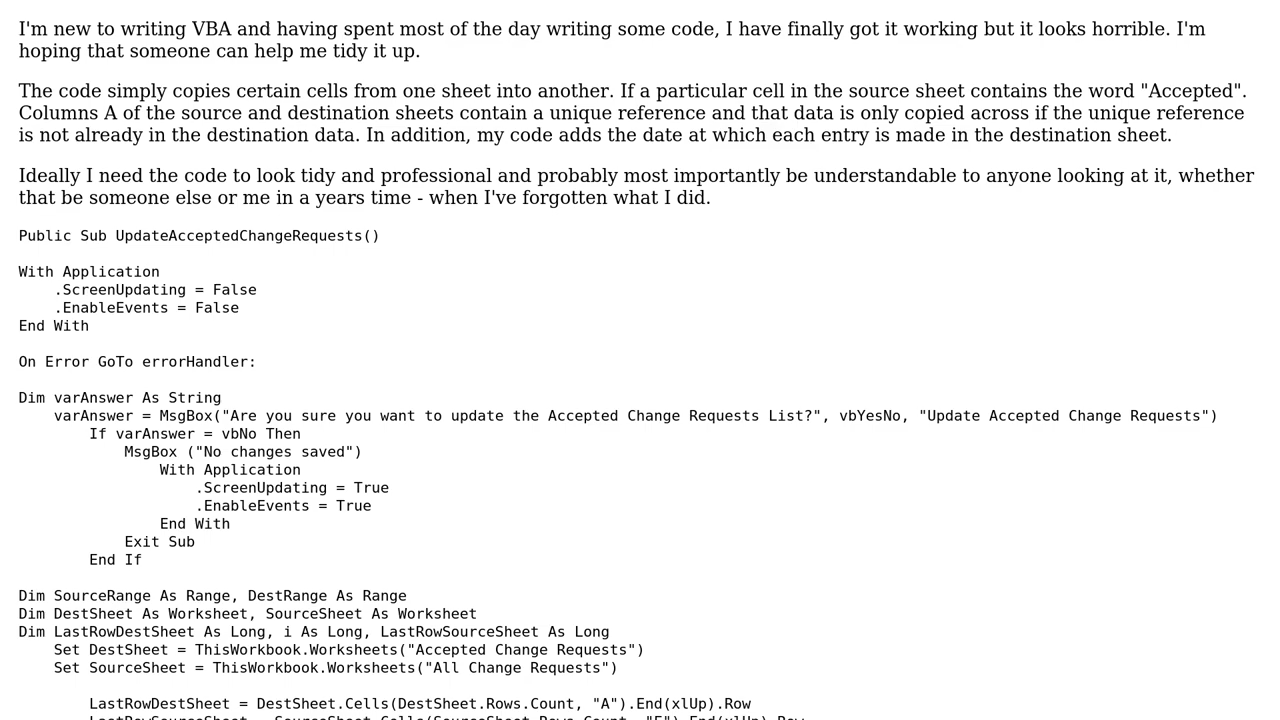 I'm new to writing VBA and having spent most of the day writing some code, I have finally got it working but it looks horrible. I'm
hoping that someone can help me tidy it up.
The code simply copies certain cells from one sheet into another. If a particular cell in the source sheet contains the word "Accepted".
Columns A of the source and destination sheets contain a unique reference and that data is only copied across if the unique reference
is not already in the destination data. In addition, my code adds the date at which each entry is made in the destination sheet.
Ideally I need the code to look tidy and professional and probably most importantly be understandable to anyone looking at it, whether
that be someone else or me in a years time - when I've forgotten what I did.
Public Sub UpdateAcceptedChangeRequests()
With Application
    .ScreenUpdating = False
    .EnableEvents = False
End With
On Error GoTo errorHandler:
Dim varAnswer As String
    varAnswer = MsgBox("Are you sure you want to update the Accepted Change Requests List?", vbYesNo, "Update Accepted Change Requests")
        If varAnswer = vbNo Then
            MsgBox ("No changes saved")
                With Application
                    .ScreenUpdating = True
                    .EnableEvents = True
                End With
            Exit Sub
        End If
Dim SourceRange As Range, DestRange As Range
Dim DestSheet As Worksheet, SourceSheet As Worksheet
Dim LastRowDestSheet As Long, i As Long, LastRowSourceSheet As Long
    Set DestSheet = ThisWorkbook.Worksheets("Accepted Change Requests")
    Set SourceSheet = ThisWorkbook.Worksheets("All Change Requests")
        LastRowDestSheet = DestSheet.Cells(DestSheet.Rows.Count, "A").End(xlUp).Row